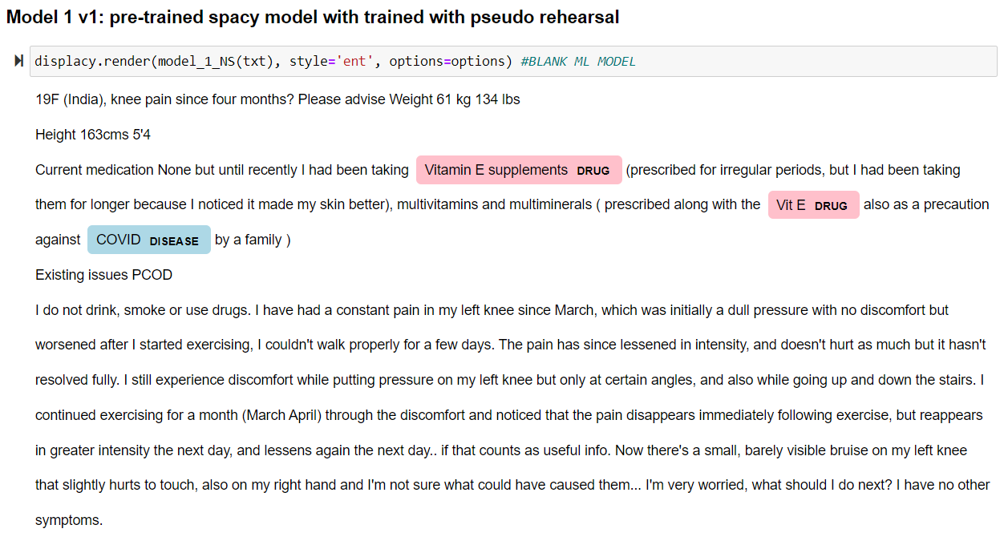 Model 1 v1: pre-trained spacy model with trained with pseudo rehearsal
displacy.render(model_1_NS(txt), style='ent', options=options) #BLANK ML MODEL
19F (India), knee pain since four months? Please advise Weight 61 kg 134 lbs
Height 163cms 5'4
Current medication None but until recently I had been taking Vitamin E supplements DRUG (prescribed for irregular periods, but I had been taking
them for longer because I noticed it made my skin better), multivitamins and multiminerals ( prescribed along with the Vit E DRUG also as a precaution
against COVID DISEASE by a family )
Existing issues PCOD
I do not drink, smoke or use drugs. I have had a constant pain in my left knee since March, which was initially a dull pressure with no discomfort but
worsened after I started exercising, I couldn't walk properly for a few days. The pain has since lessened in intensity, and doesn't hurt as much but it hasn't
resolved fully. I still experience discomfort while putting pressure on my left knee but only at certain angles, and also while going up and down the stairs. I
continued exercising for a month (March April) through the discomfort and noticed that the pain disappears immediately following exercise, but reappears
in greater intensity the next day, and lessens again the next day.. if that counts as useful info. Now there's a small, barely visible bruise on my left knee
that slightly hurts to touch, also on my right hand and I'm not sure what could have caused them... I'm very worried, what should I do next? I have no other
symptoms.